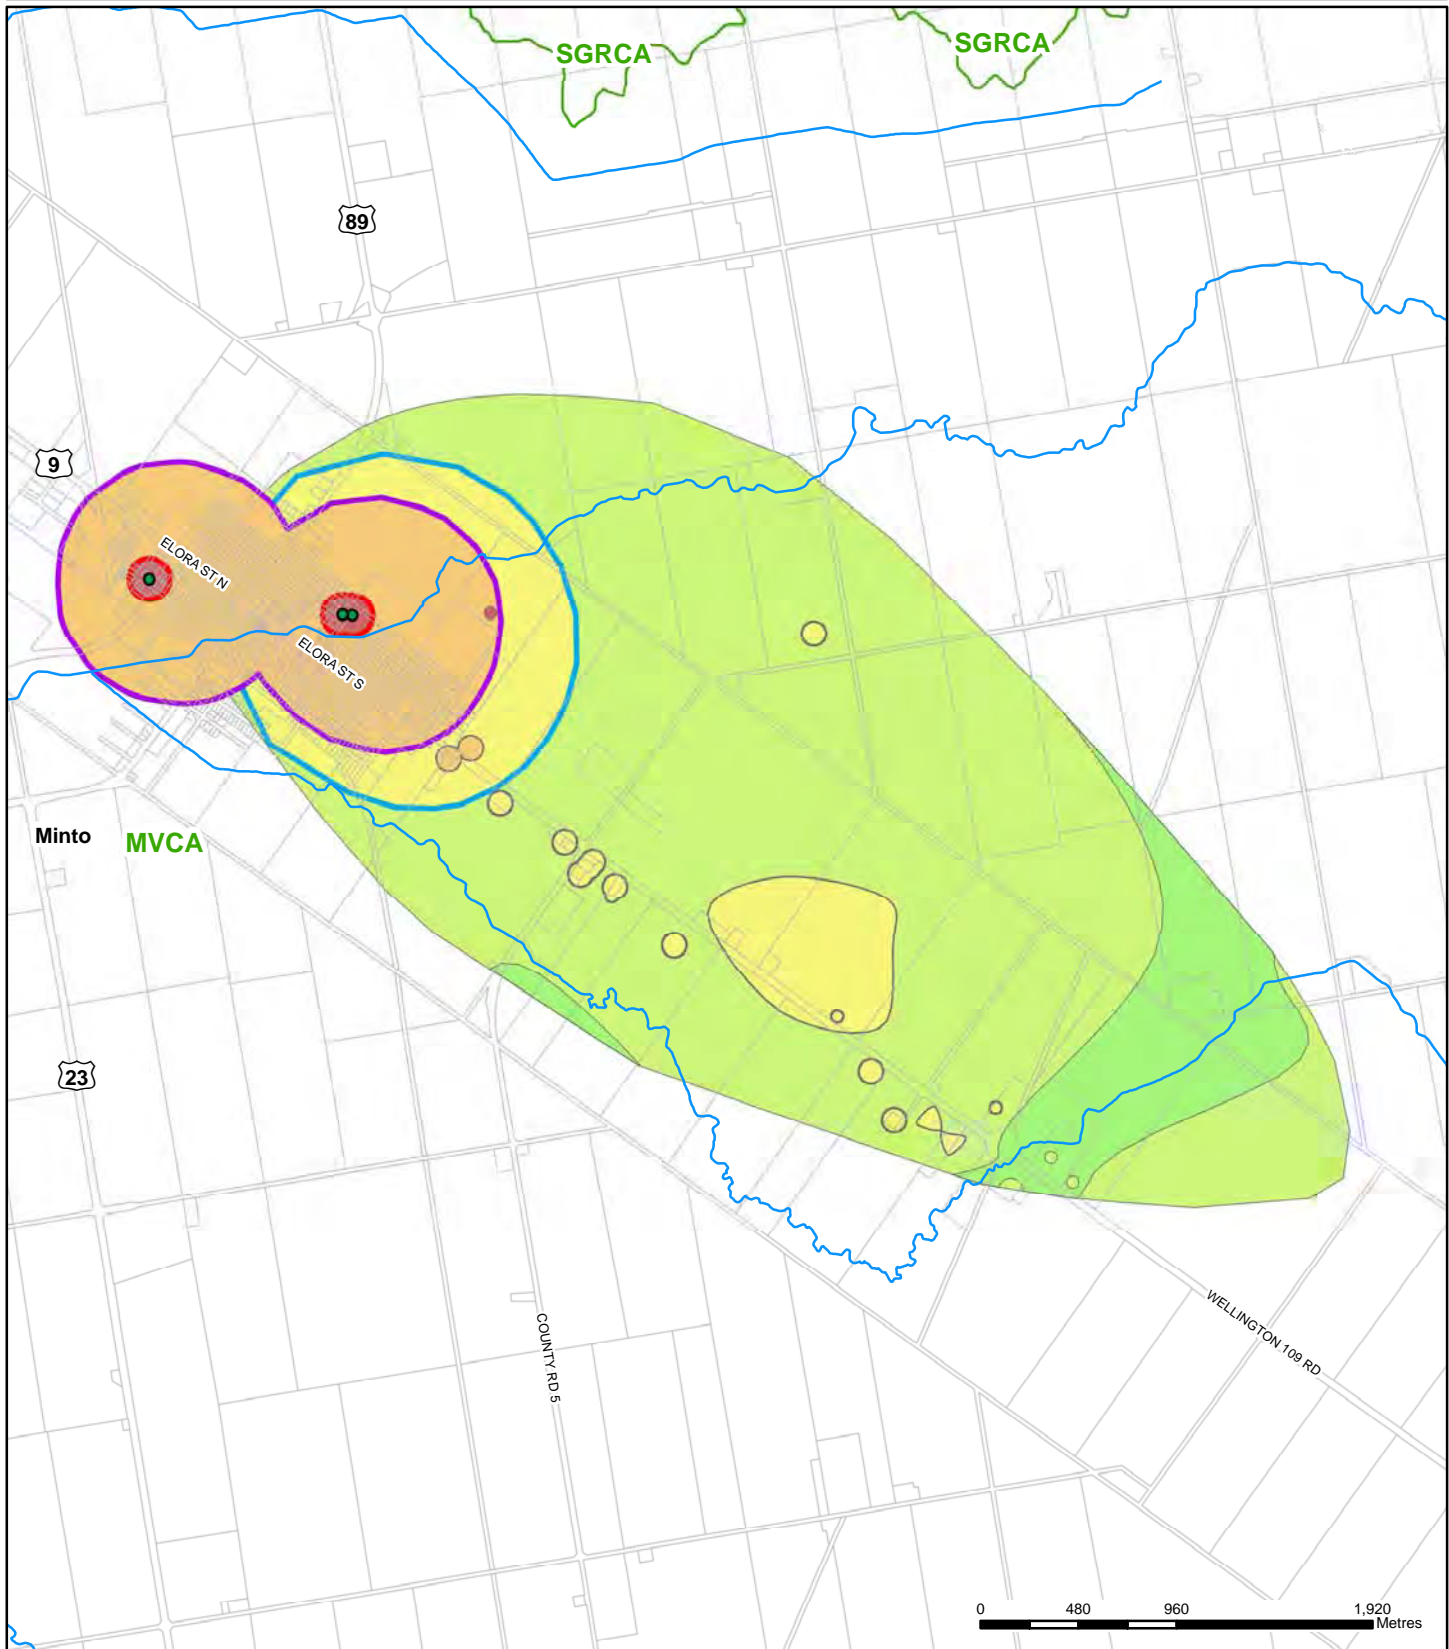 SGRCA
SGRCA
89
9
ELORA ST N
ELORA ST S
Minto
MVCA
23
COUNTY RD 5
WELLINGTON 109 RD
0 480 960 1,920
Metres